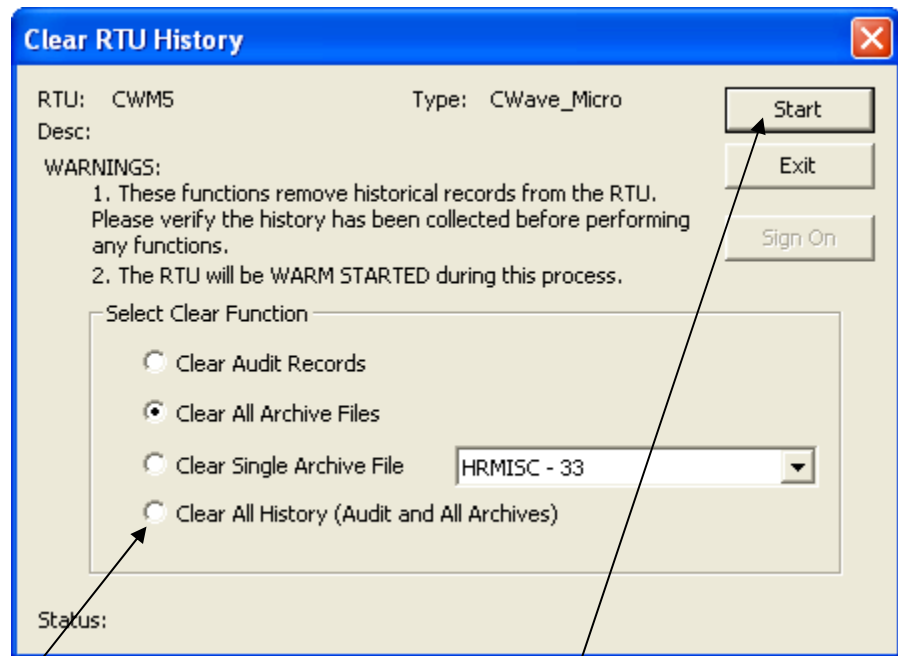 Clear RTU History
RTU: CWM5 Type: CWave_Micro
Start
Desc:
Exit
WARNINGS:
1. These functions remove historical records from the RTU.
Please verify the history has been collected before performing
any functions.
Sign On
2. The RTU will be WARM STARTED during this process.
Select Clear Function
Clear Audit Records
Clear All Archive Files
Clear Single Archive File HRMISC - 33
Clear All History (Audit and All Archives)
Status: